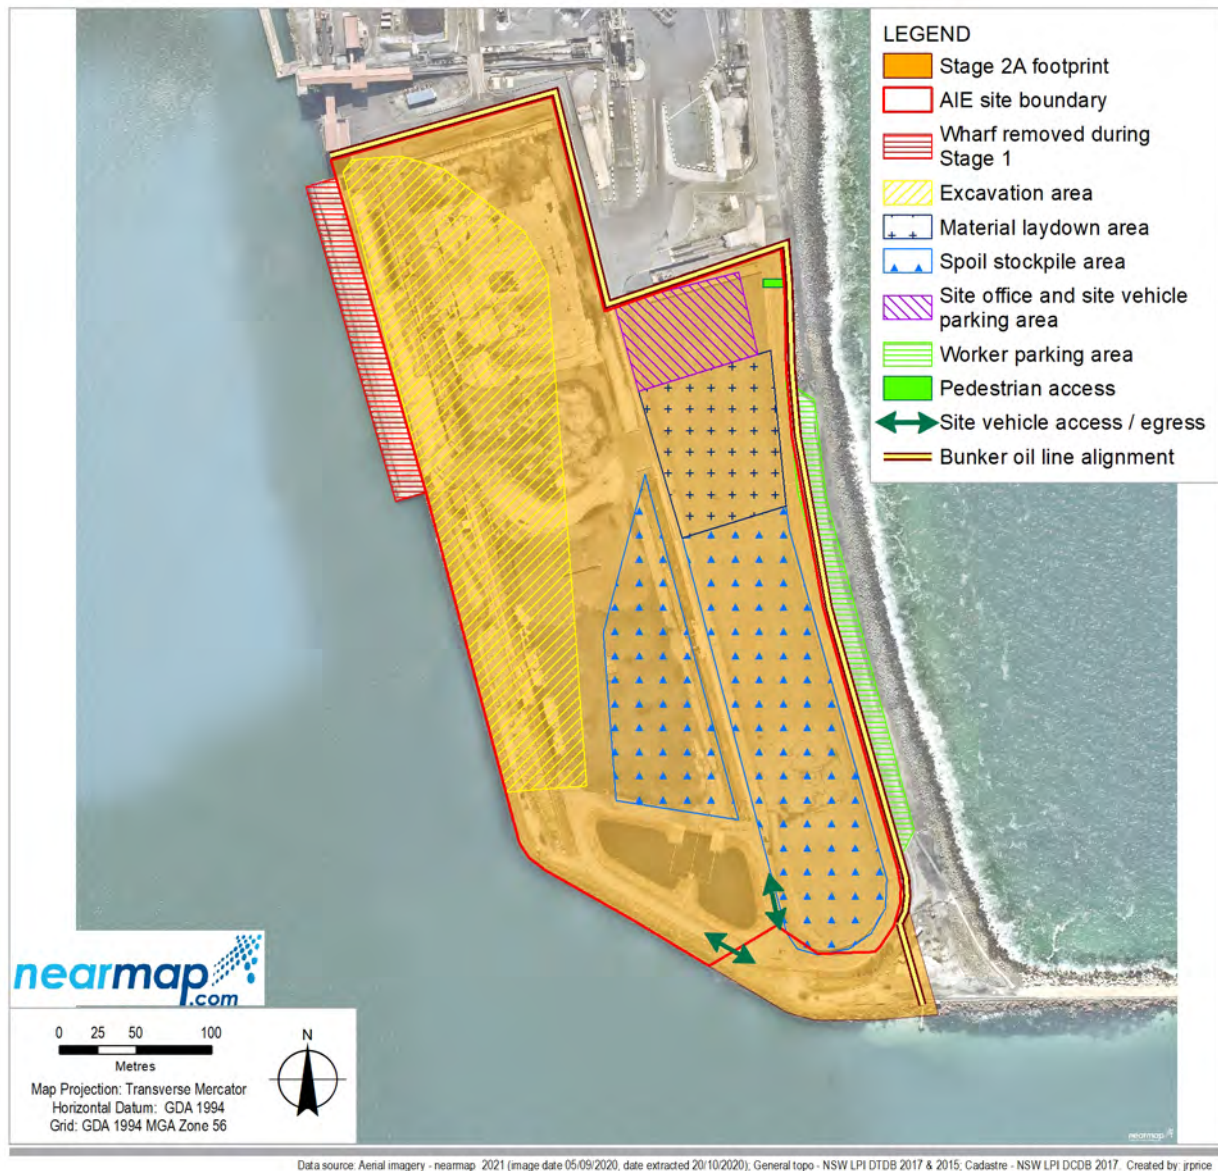 LEGEND
Stage 2A footprint
AIE site boundary
Wharf removed during
Stage 1
Excavation area
Material laydown area
Spoil stockpile area
Site office and site vehicle
parking area
Worker parking area
Pedestrian access
Site vehicle access / egress
Bunker oil line alignment
nearmap
.com
0 25 50 100
Metres
Map Projection: Transverse Mercator
Horizontal Datum: GDA 1994
Grid: GDA 1994 MGA Zone 56
N
nearmap
Data source: Aerial imagery - nearmap 2021 (image date 05/09/2020, date extracted 20/10/2020); General topo - NSW LPI DTDB 2017 & 2015; Cadastre - NSW LPI DCDB 2017. Created by: jrprice